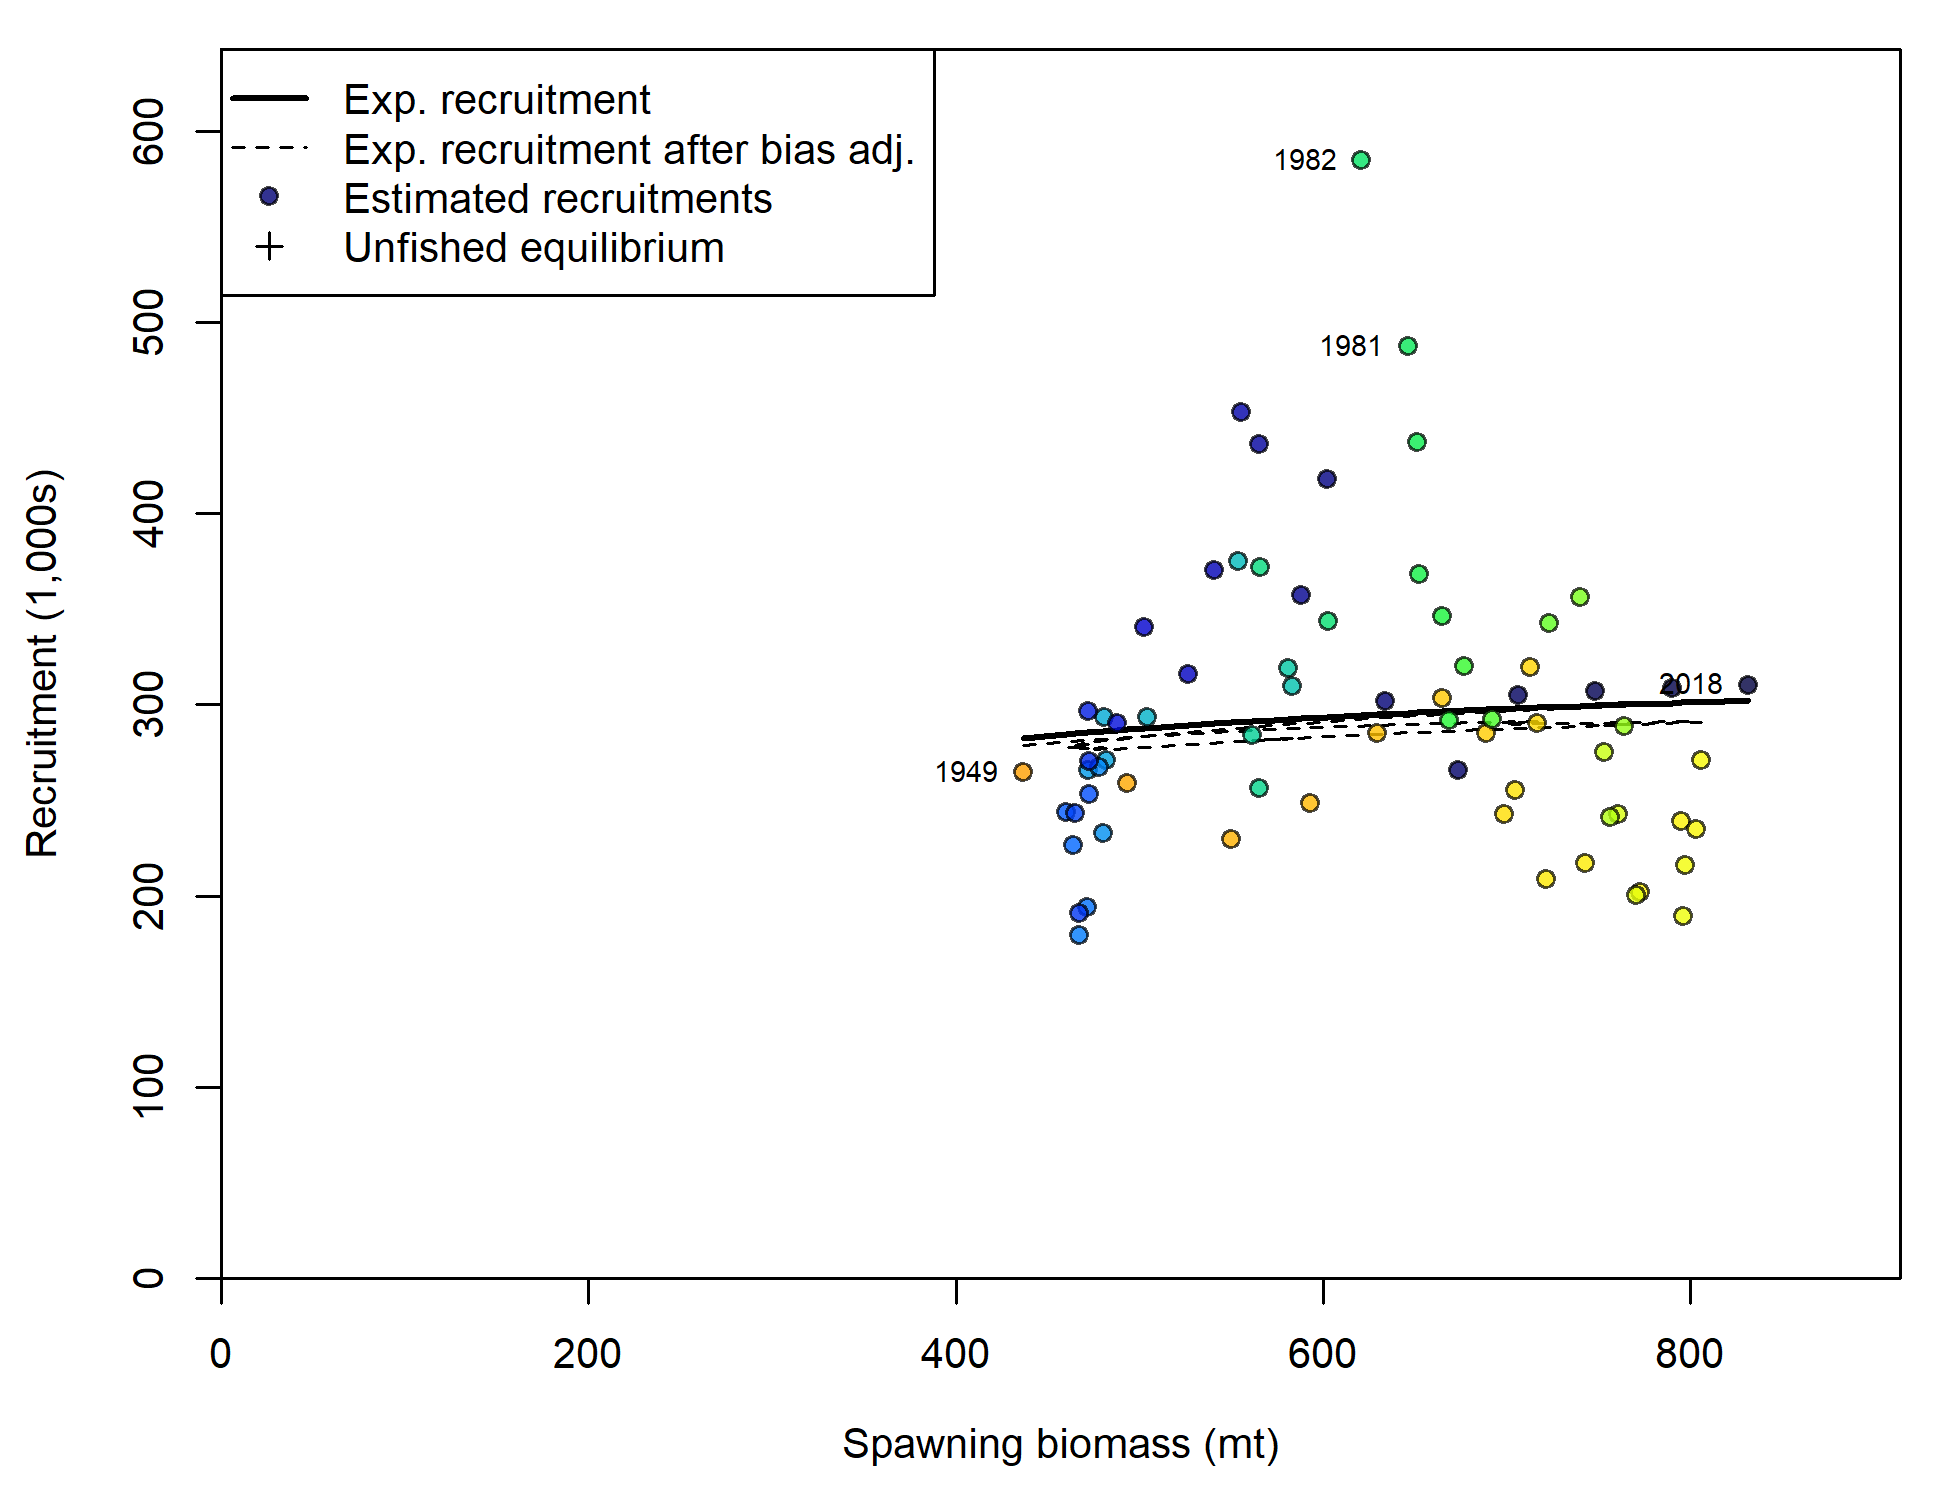 Exp. recruitment
Exp. recruitment after bias adj.
Estimated recruitments
Unfished equilibrium
1982
1981
2018
1949
600
500
400
300
200
100
0
Recruitment (1,000s)
0 200 400 600 800
Spawning biomass (mt)